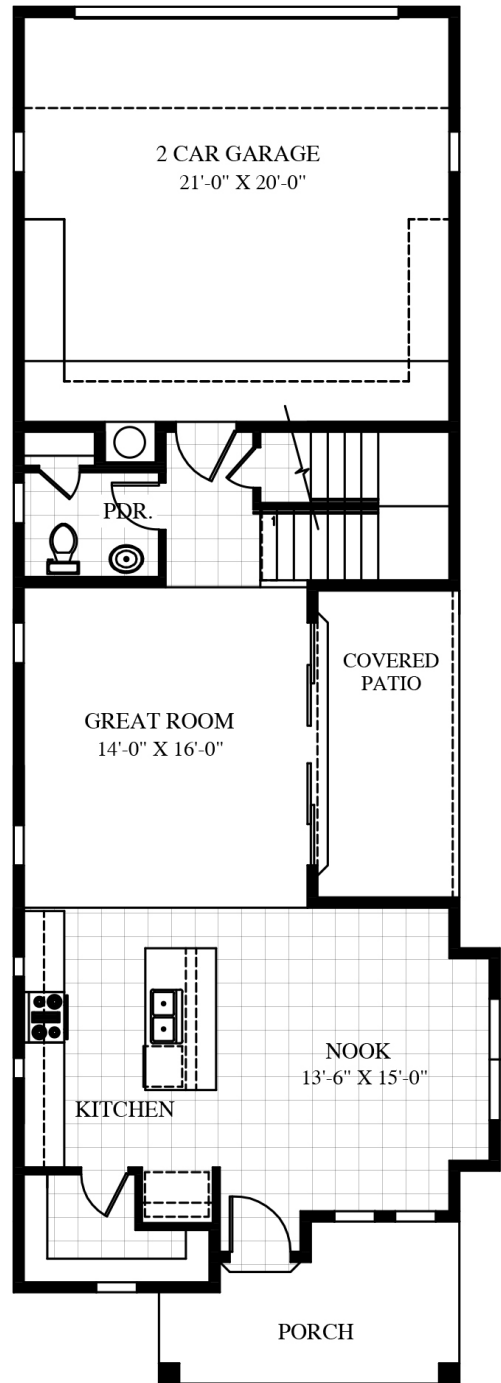 2 CAR GARAGE
21'-0" X 20'-0"
PDR.
1
COVERED
PATIO
GREAT ROOM
14'-0" X 16'-0"
NOOK
13'-6" X 15'-0"
KITCHEN
PORCH